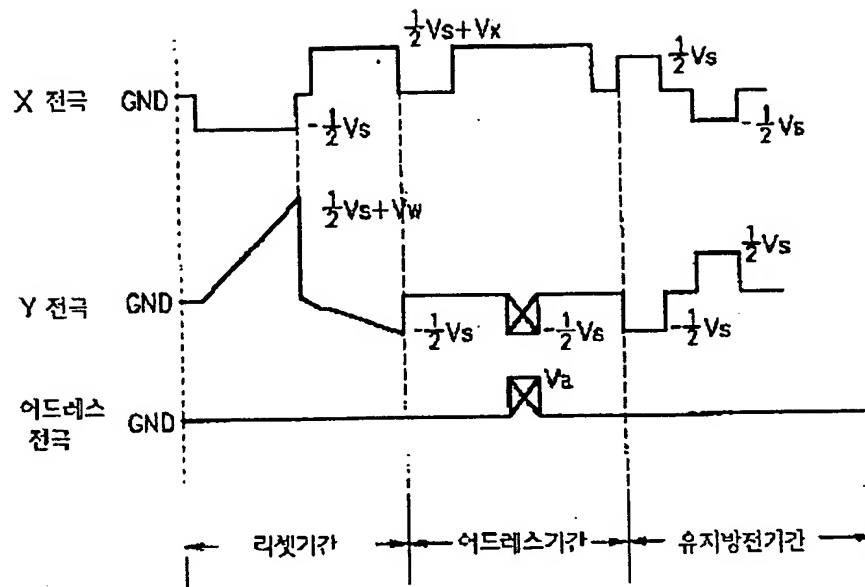 ½Vs+Vx
½Vs
X 전극 GND
-½Vs
-½Vs
½Vs+Vw
½Vs
Y 전극 GND
-½Vs
-½Vs
-½Vs
Va
어드레스
전극
GND
리셋기간
어드레스기간
유지방전기간